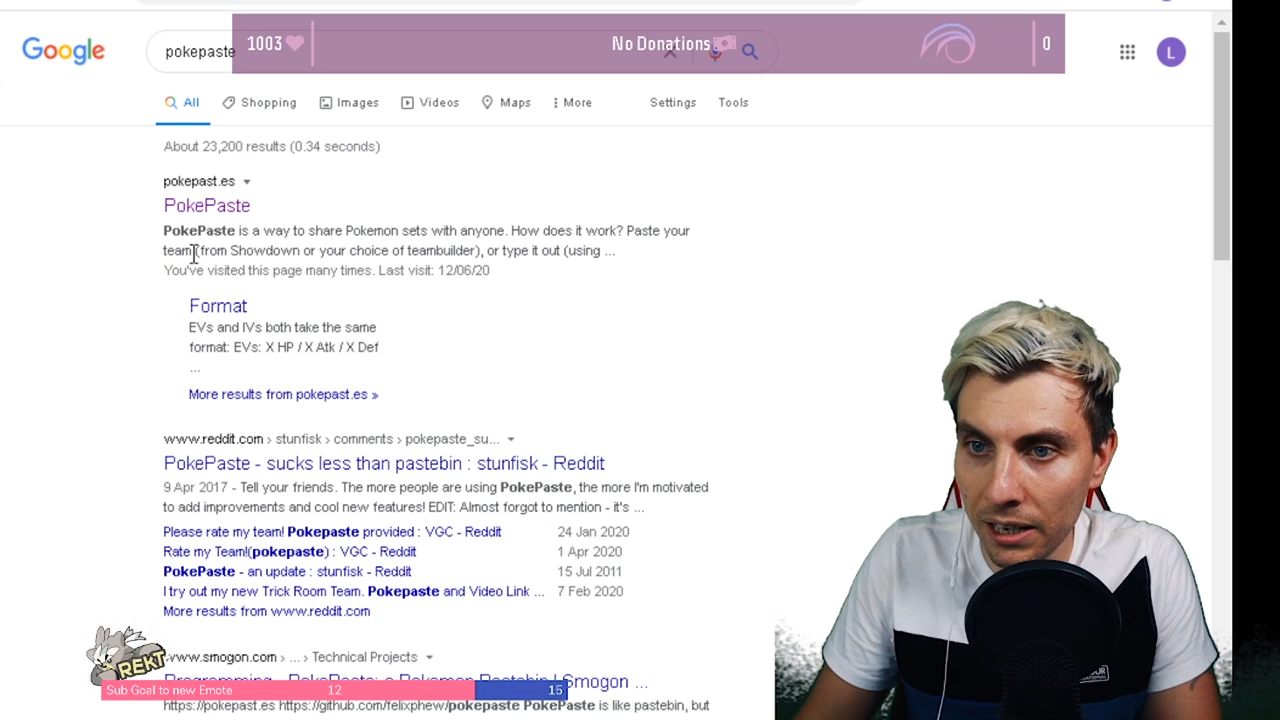 1003
No Donations
0
Google
pokepaste
L
All
Shopping
Images
Videos
Maps
More
Settings
Tools
About 23,200 results (0.34 seconds)
pokepast.es
PokePaste
PokePaste is a way to share Pokemon sets with anyone. How does it work? Paste your
team (from Showdown or your choice of teambuilder), or type it out (using ...
You've visited this page many times. Last visit: 12/06/20
Format
EVs and IVs both take the same
format: EVs: X HP / X Atk / X Def
...
More results from pokepast.es »
www.reddit.com › stunfisk › comments › pokepaste_su...
PokePaste - sucks less than pastebin : stunfisk - Reddit
9 Apr 2017 - Tell your friends. The more people are using PokePaste, the more I'm motivated
to add improvements and cool new features! EDIT: Almost forgot to mention - it's ...
Please rate my team! Pokepaste provided : VGC - Reddit 24 Jan 2020
Rate my Team!(pokepaste) : VGC - Reddit 1 Apr 2020
PokePaste - an update : stunfisk - Reddit 15 Jul 2011
I try out my new Trick Room Team. Pokepaste and Video Link ... 7 Feb 2020
More results from www.reddit.com
REKT
www.smogon.com › ... › Technical Projects
Programming - PokePaste: a Pokemon Pastebin | Smogon ...
Sub Goal to new Emote 12 15
https://pokepast.es https://github.com/felixphew/pokepaste PokePaste is like pastebin, but